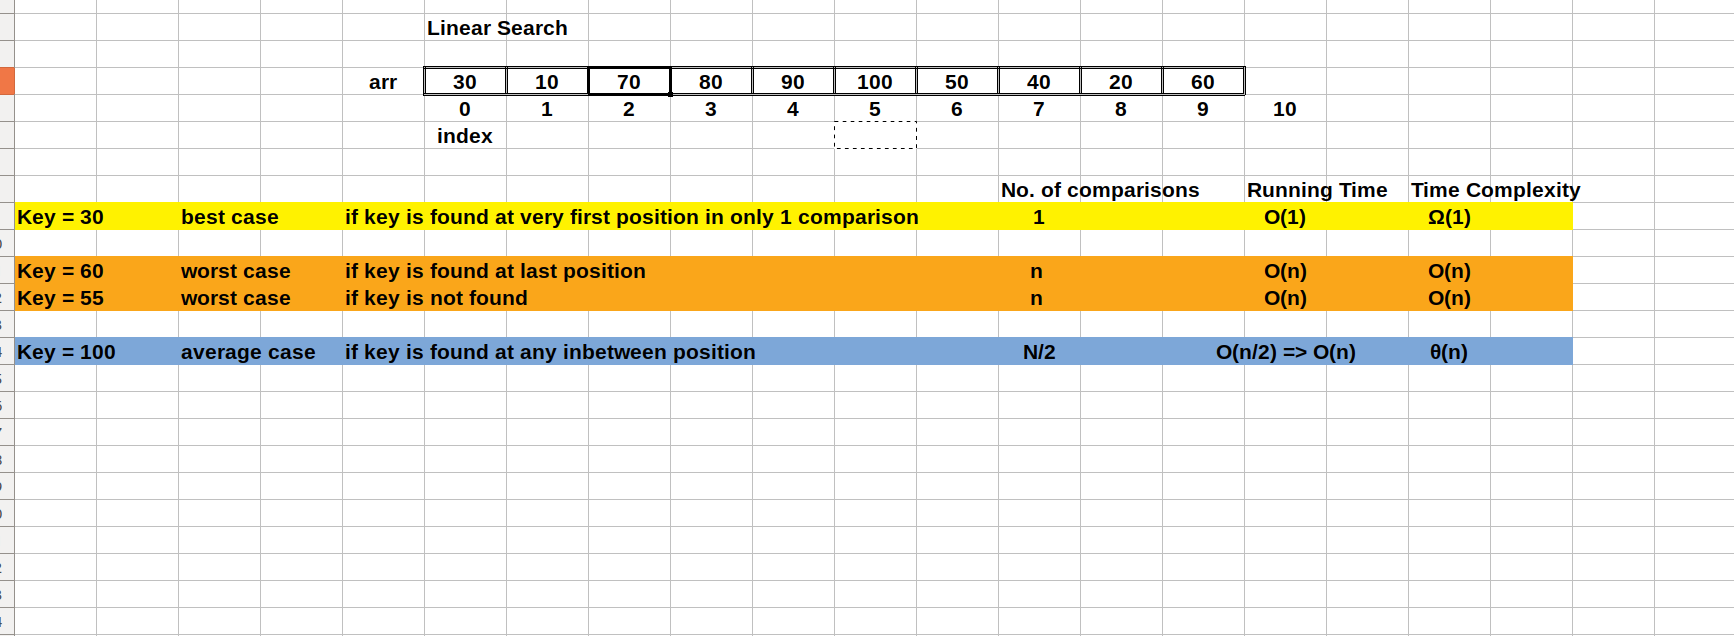 Linear Search
arr 30 10 70 80 90 100 50 40 20 60
0 1 2 3 4 5 6 7 8 9 10
index
No. of comparisons Running Time Time Complexity
Key = 30 best case if key is found at very first position in only 1 comparison 1 O(1) Ω(1)
Key = 60 worst case if key is found at last position n O(n) O(n)
Key = 55 worst case if key is not found n O(n) O(n)
Key = 100 average case if key is found at any inbetween position N/2 O(n/2) => O(n) θ(n)